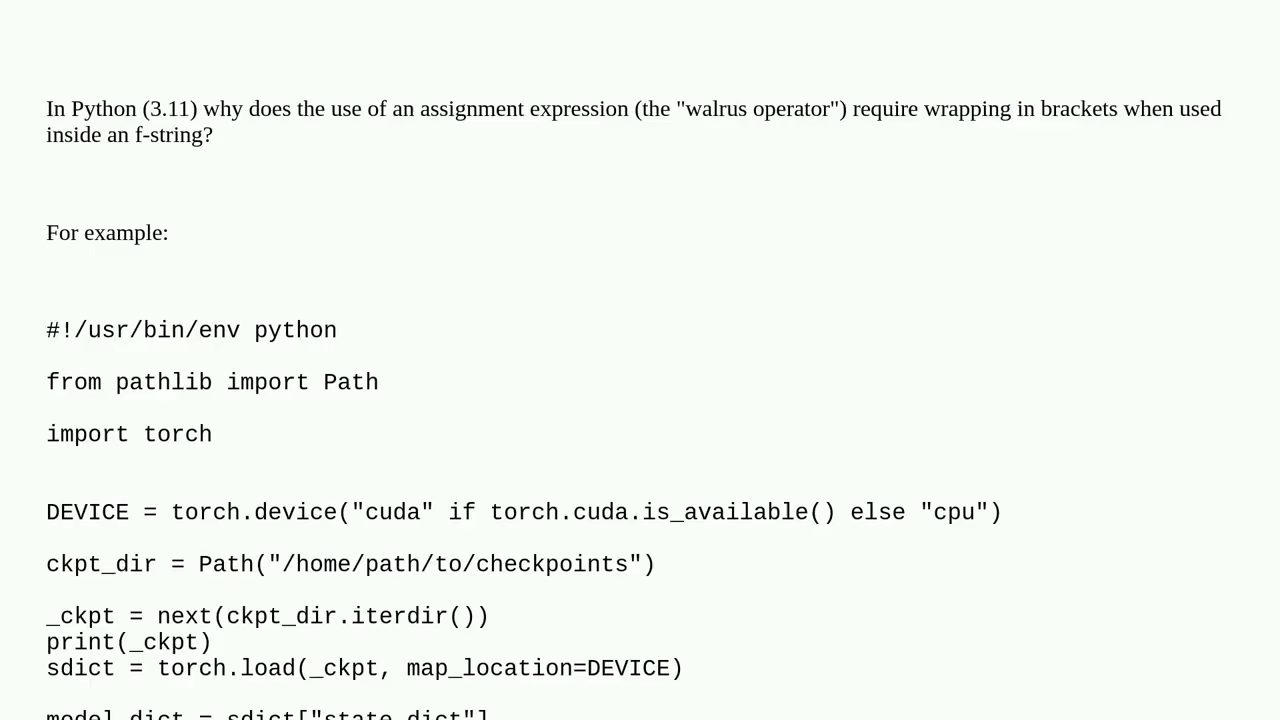 In Python (3.11) why does the use of an assignment expression (the "walrus operator") require wrapping in brackets when used
inside an f-string?
For example:
#!/usr/bin/env python
from pathlib import Path
import torch
DEVICE = torch.device("cuda" if torch.cuda.is_available() else "cpu")
ckpt_dir = Path("/home/path/to/checkpoints")
_ckpt = next(ckpt_dir.iterdir())
print(_ckpt)
sdict = torch.load(_ckpt, map_location=DEVICE)
model_dict = sdict["state_dict"]